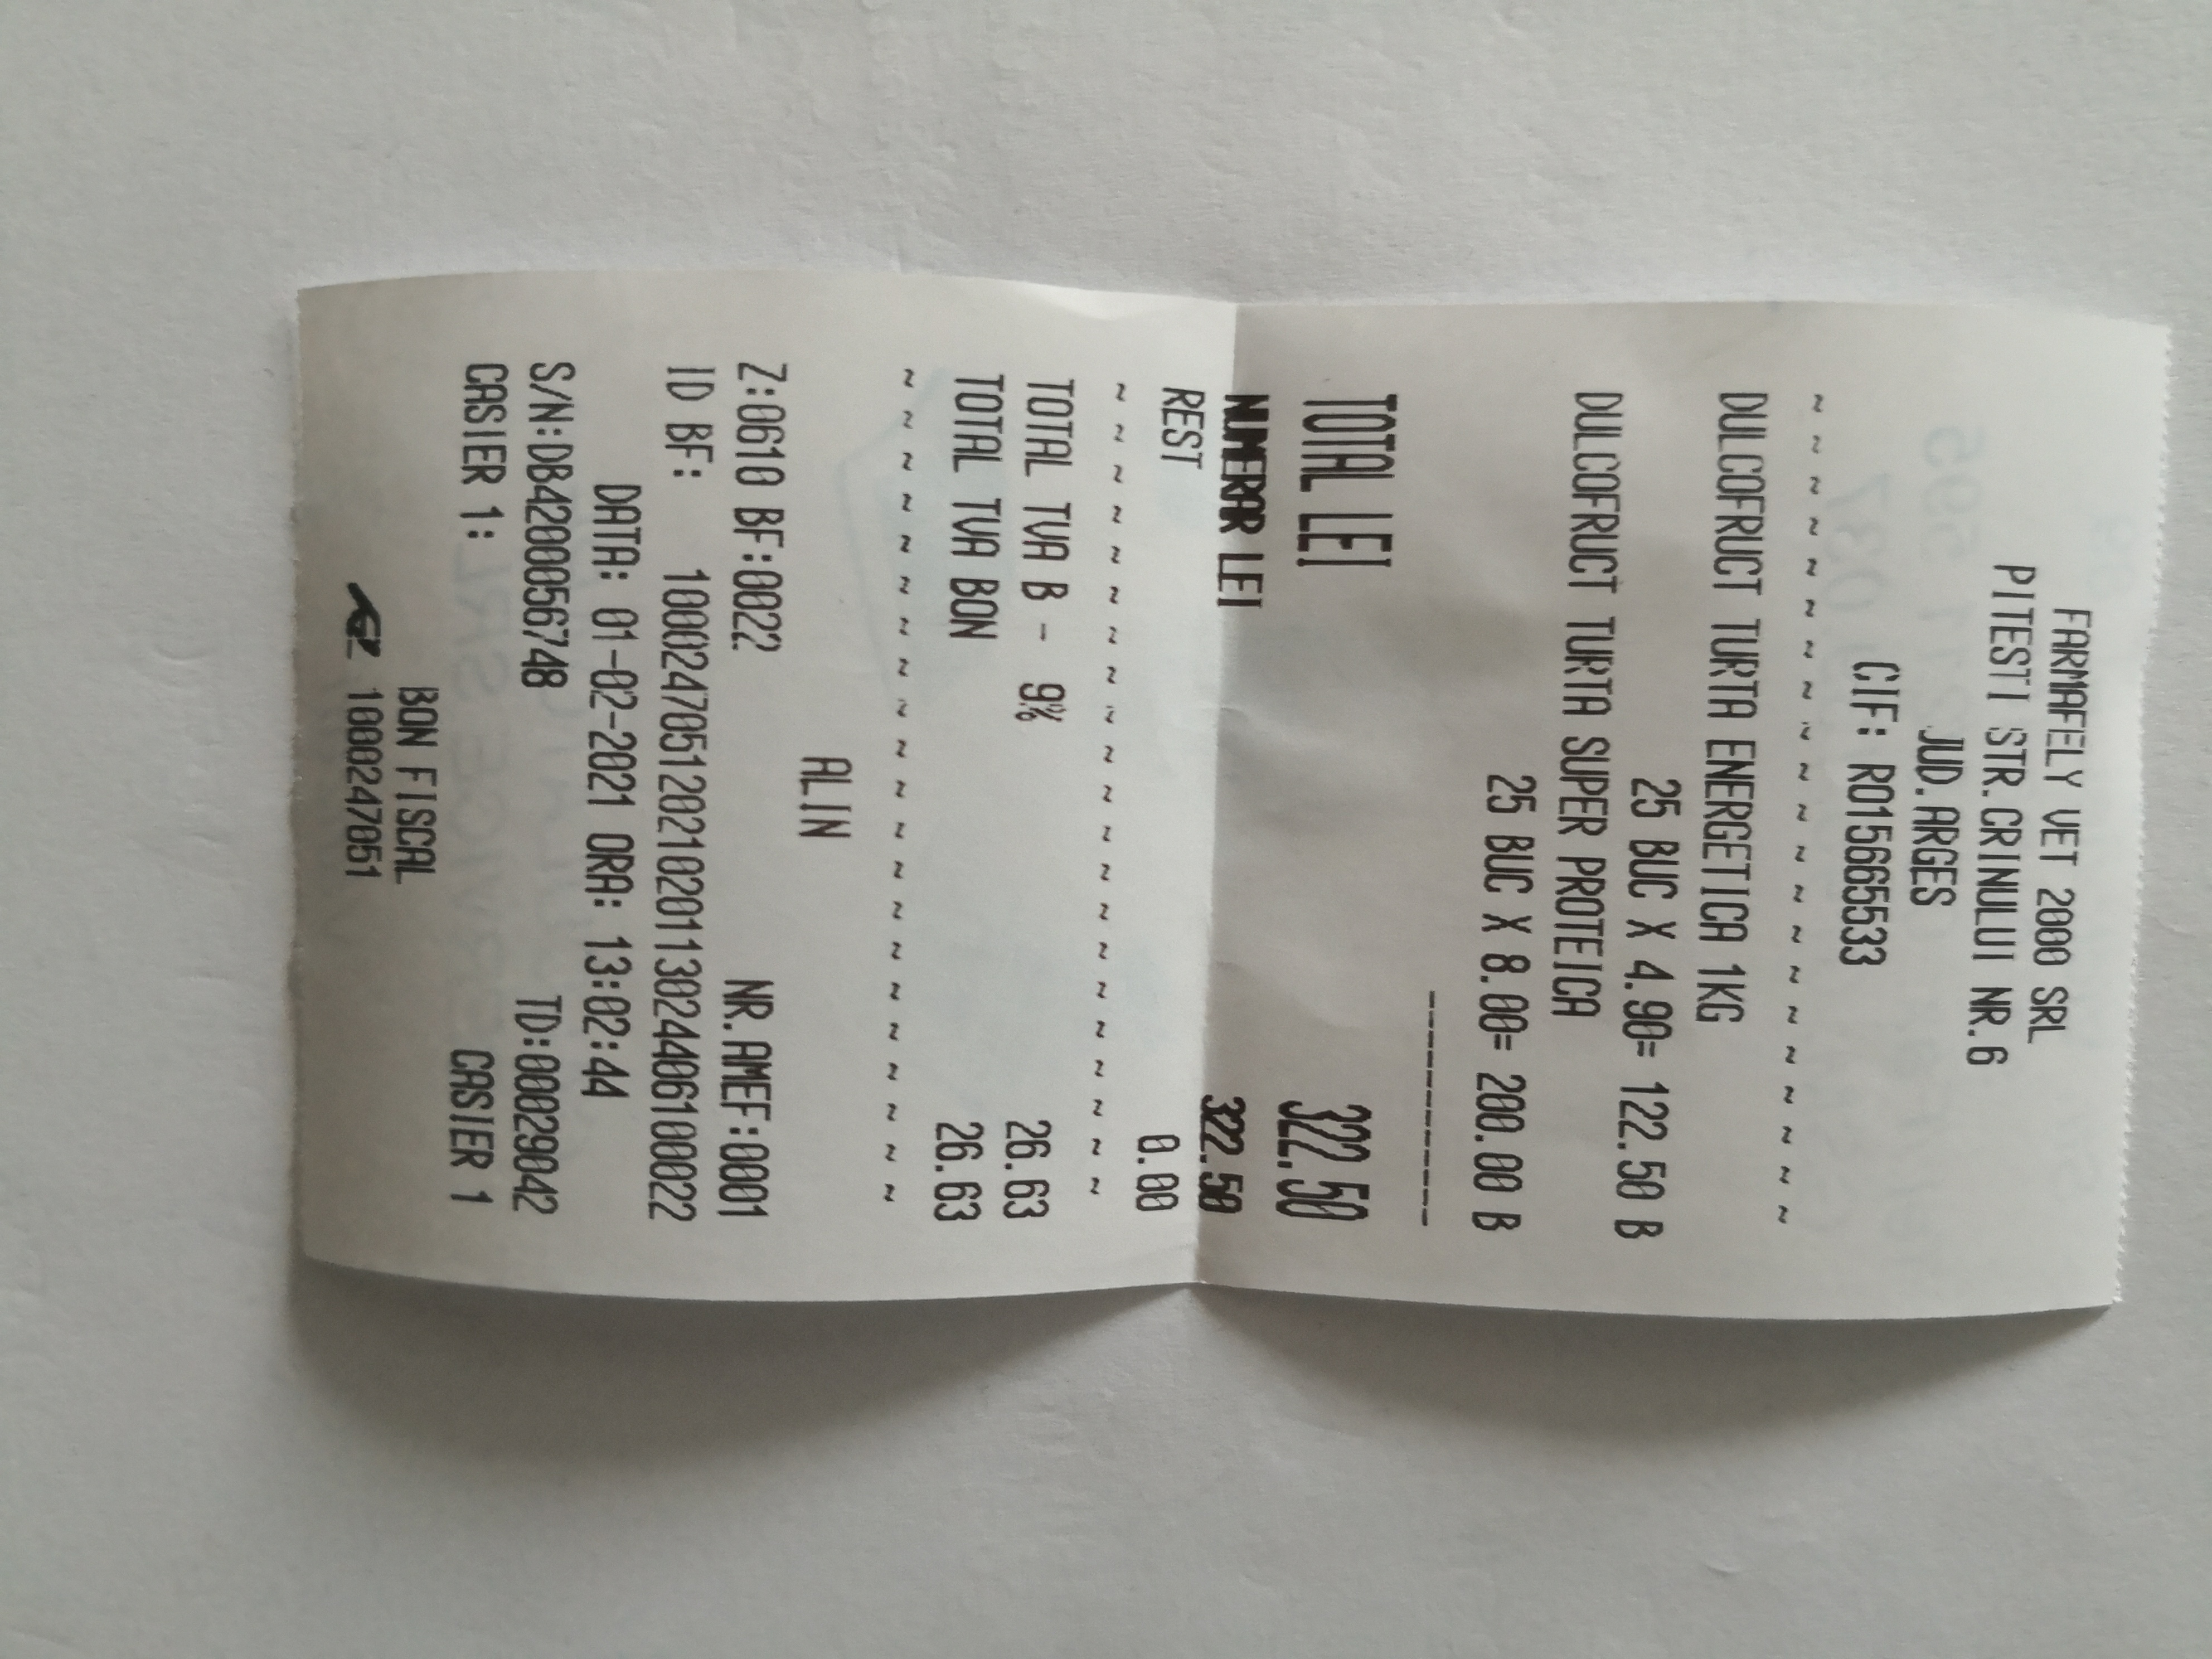 FARMAFELY VET 2000 SRL
PITESTI STR.CRINULUI NR.6
JUD.ARGES
CIF: RO15665533
~ ~ ~ ~ ~ ~ ~ ~ ~ ~ ~ ~ ~ ~ ~ ~ ~ ~ ~ ~ ~
DULCOFRUCT TURTA ENERGETICA 1KG
25 BUC X 4.90= 122.50 B
DULCOFRUCT TURTA SUPER PROTEICA
25 BUC X 8.00= 200.00 B
----------
TOTAL LEI 322.50
NUMERAR LEI 322.50
REST 0.00
~ ~ ~ ~ ~ ~ ~ ~ ~ ~ ~ ~ ~ ~ ~ ~ ~ ~ ~ ~ ~
TOTAL TVA B - 9% 26.63
TOTAL TVA BON 26.63
~ ~ ~ ~ ~ ~ ~ ~ ~ ~ ~ ~ ~ ~ ~ ~ ~ ~ ~ ~ ~
ALIN
Z:0610 BF:0022 NR.AMEF:0001
ID BF: 10002470512021020113024406100022
DATA: 01-02-2021 ORA: 13:02:44
S/N:DB4200056748 TD:00029042
CASIER 1: CASIER 1
BON FISCAL
1000247051